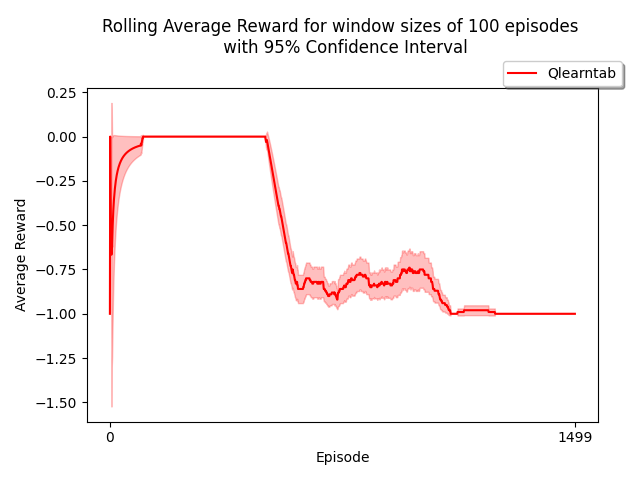 Rolling Average Reward for window sizes of 100 episodes
with 95% Confidence Interval
Qlearntab
0.25
0.00
−0.25
−0.50
−0.75
−1.00
−1.25
−1.50
Average Reward
0
1499
Episode